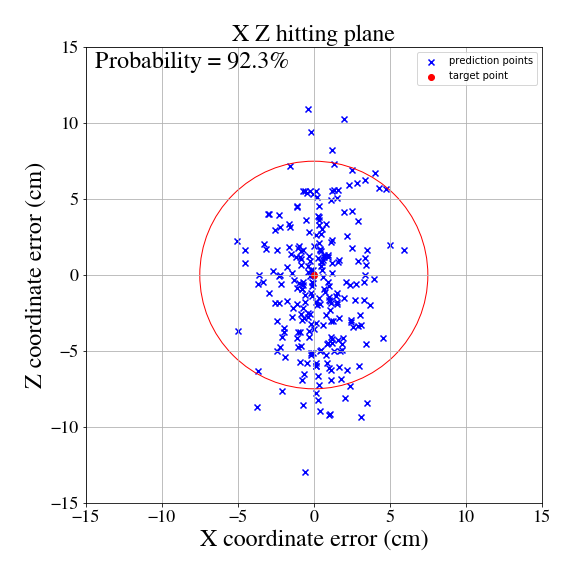 X Z hitting plane
Probability = 92.3%
prediction points
target point
15
10
5
0
−5
−10
−15
Z coordinate error (cm)
−15 −10 −5 0 5 10 15
X coordinate error (cm)